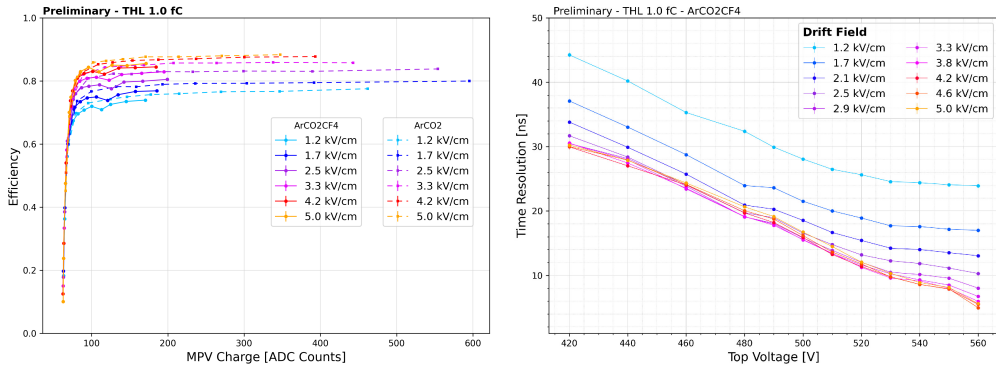 Preliminary - THL 1.0 fC
1.0
0.8
0.6
0.4
0.2
0.0
Efficiency
100
200
300
400
500
600
MPV Charge [ADC Counts]
ArCO2CF4
1.2 kV/cm
1.7 kV/cm
2.5 kV/cm
3.3 kV/cm
4.2 kV/cm
5.0 kV/cm
ArCO2
1.2 kV/cm
1.7 kV/cm
2.5 kV/cm
3.3 kV/cm
4.2 kV/cm
5.0 kV/cm
Preliminary - THL 1.0 fC - ArCO2CF4
50
40
30
20
10
Time Resolution [ns]
420
440
460
480
500
520
540
560
Top Voltage [V]
Drift Field
1.2 kV/cm
1.7 kV/cm
2.1 kV/cm
2.5 kV/cm
2.9 kV/cm
3.3 kV/cm
3.8 kV/cm
4.2 kV/cm
4.6 kV/cm
5.0 kV/cm